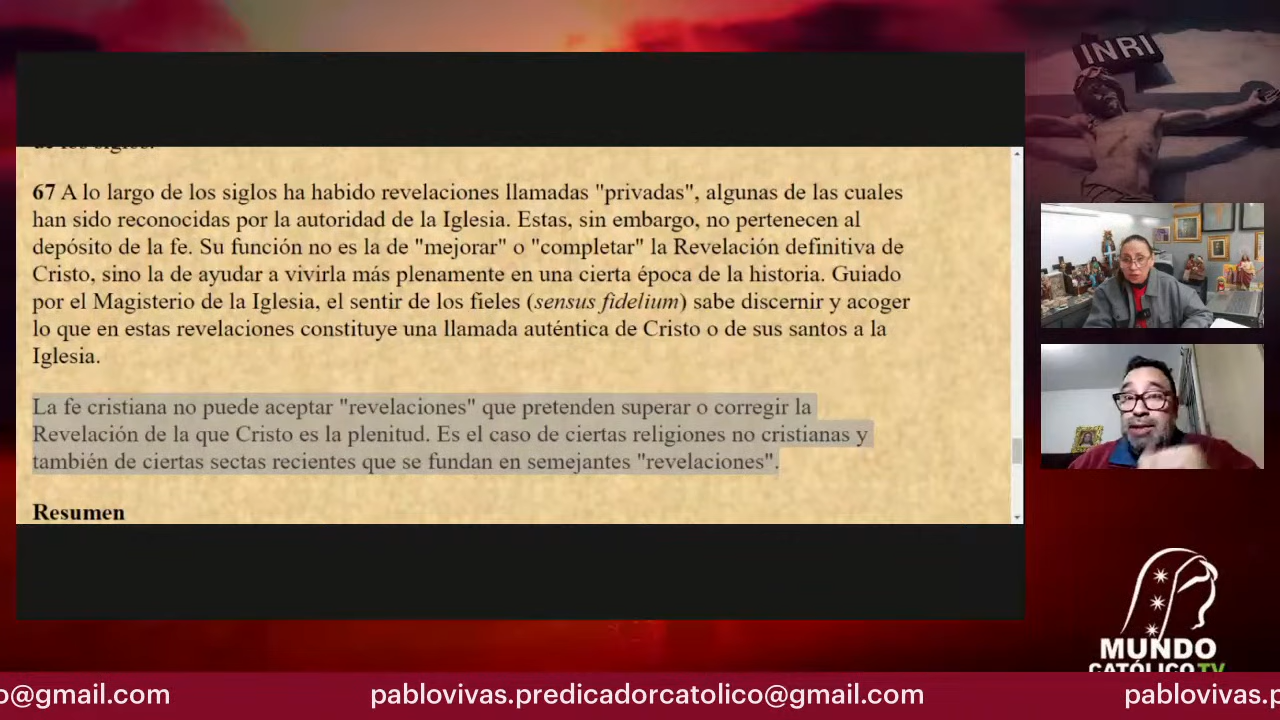 INRI
de los siglos.
67 A lo largo de los siglos ha habido revelaciones llamadas "privadas", algunas de las cuales
han sido reconocidas por la autoridad de la Iglesia. Estas, sin embargo, no pertenecen al
depósito de la fe. Su función no es la de "mejorar" o "completar" la Revelación definitiva de
Cristo, sino la de ayudar a vivirla más plenamente en una cierta época de la historia. Guiado
por el Magisterio de la Iglesia, el sentir de los fieles (sensus fidelium) sabe discernir y acoger
lo que en estas revelaciones constituye una llamada auténtica de Cristo o de sus santos a la
Iglesia.
La fe cristiana no puede aceptar "revelaciones" que pretenden superar o corregir la
Revelación de la que Cristo es la plenitud. Es el caso de ciertas religiones no cristianas y
también de ciertas sectas recientes que se fundan en semejantes "revelaciones".
Resumen
MUNDO
CATÓLICO.TV
o@gmail.com pablovivas.predicadorcatolico@gmail.com pablovivas.p